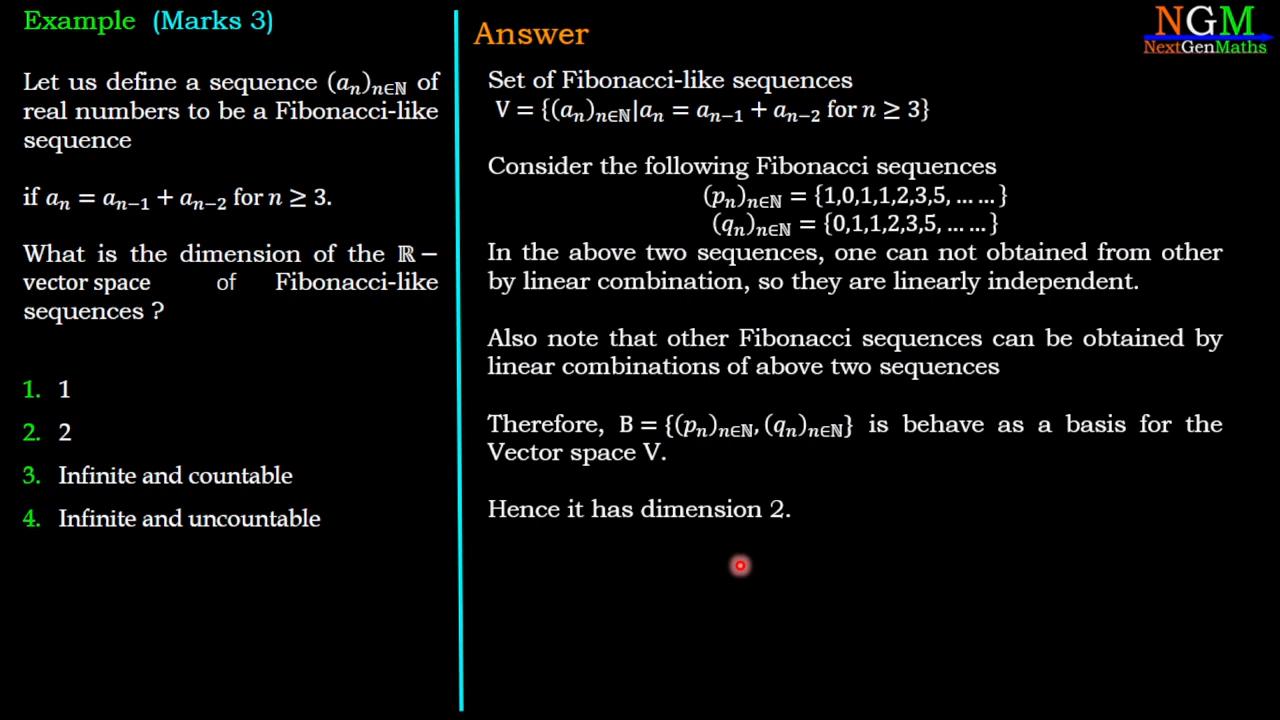 Example (Marks 3)
Let us define a sequence (aₙ)ₙ∈ℕ of
real numbers to be a Fibonacci-like
sequence
if aₙ = aₙ₋₁ + aₙ₋₂ for n ≥ 3.
What is the dimension of the ℝ −
vector space of Fibonacci-like
sequences ?
1. 1
2. 2
3. Infinite and countable
4. Infinite and uncountable
Answer
Set of Fibonacci-like sequences
V = {(aₙ)ₙ∈ℕ|aₙ = aₙ₋₁ + aₙ₋₂ for n ≥ 3}
Consider the following Fibonacci sequences
(pₙ)ₙ∈ℕ = {1,0,1,1,2,3,5, … … }
(qₙ)ₙ∈ℕ = {0,1,1,2,3,5, … … }
In the above two sequences, one can not obtained from other
by linear combination, so they are linearly independent.
Also note that other Fibonacci sequences can be obtained by
linear combinations of above two sequences
Therefore, B = {(pₙ)ₙ∈ℕ, (qₙ)ₙ∈ℕ} is behave as a basis for the
Vector space V.
Hence it has dimension 2.
NGM
NextGenMaths